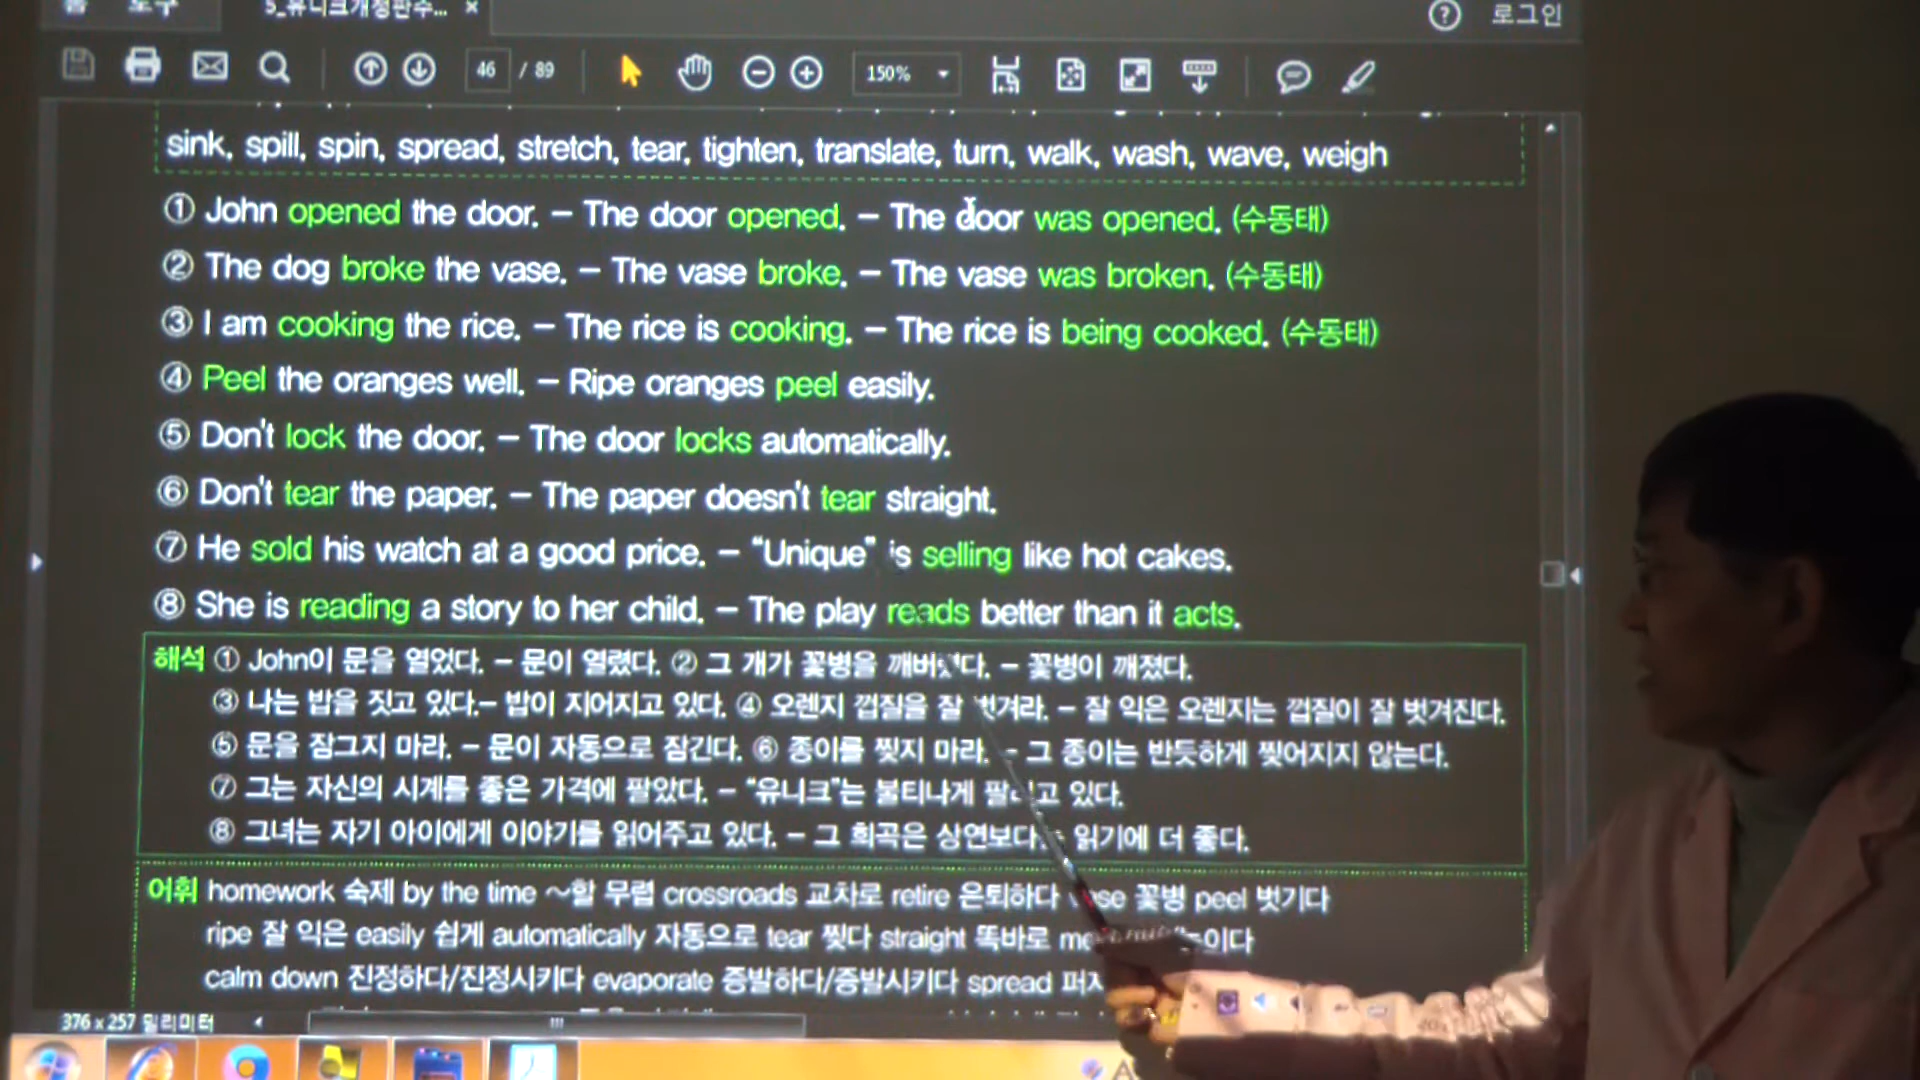 5_유니크개정판수...
로그인
46 / 89
150%
sink, spill, spin, spread, stretch, tear, tighten, translate, turn, walk, wash, wave, weigh
① John opened the door. – The door opened. – The door was opened. (수동태)
② The dog broke the vase. – The vase broke. – The vase was broken. (수동태)
③ I am cooking the rice. – The rice is cooking. – The rice is being cooked. (수동태)
④ Peel the oranges well. – Ripe oranges peel easily.
⑤ Don't lock the door. – The door locks automatically.
⑥ Don't tear the paper. – The paper doesn't tear straight.
⑦ He sold his watch at a good price. – “Unique” is selling like hot cakes.
⑧ She is reading a story to her child. – The play reads better than it acts.
해석 ① John이 문을 열었다. – 문이 열렸다. ② 그 개가 꽃병을 깨버렸다. – 꽃병이 깨졌다.
③ 나는 밥을 짓고 있다.– 밥이 지어지고 있다. ④ 오렌지 껍질을 잘 벗겨라. – 잘 익은 오렌지는 껍질이 잘 벗겨진다.
⑤ 문을 잠그지 마라. – 문이 자동으로 잠긴다. ⑥ 종이를 찢지 마라. – 그 종이는 반듯하게 찢어지지 않는다.
⑦ 그는 자신의 시계를 좋은 가격에 팔았다. – “유니크”는 불티나게 팔리고 있다.
⑧ 그녀는 자기 아이에게 이야기를 읽어주고 있다. – 그 희곡은 상연보다는 읽기에 더 좋다.
어휘 homework 숙제 by the time ~할 무렵 crossroads 교차로 retire 은퇴하다 vase 꽃병 peel 벗기다
ripe 잘 익은 easily 쉽게 automatically 자동으로 tear 찢다 straight 똑바로
calm down 진정하다/진정시키다 evaporate 증발하다/증발시키다 spread
376 x 257 밀리미터